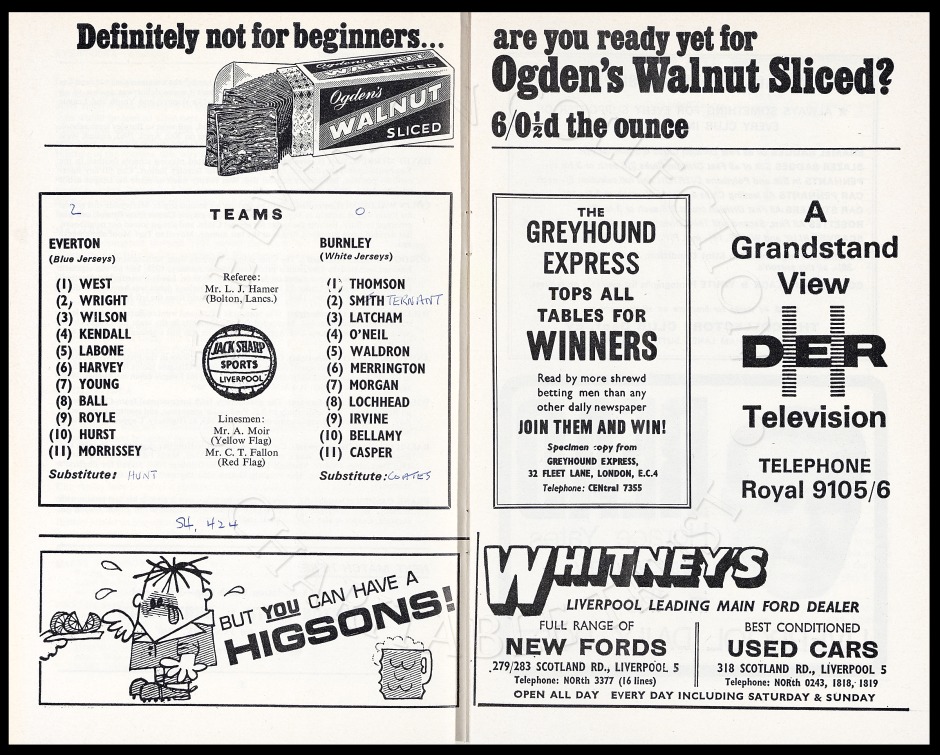 Definitely not for beginners...
Ogden's
WALNUT
SLICED
Ogden's
WALNUT
SLICED
2 TEAMS 0
EVERTON
(Blue Jerseys)
(1) WEST
(2) WRIGHT
(3) WILSON
(4) KENDALL
(5) LABONE
(6) HARVEY
(7) YOUNG
(8) BALL
(9) ROYLE
(10) HURST
(11) MORRISSEY
Substitute: HUNT
Referee:
Mr. L. J. Hamer
(Bolton, Lancs.)
JACK SHARP
SPORTS
LIVERPOOL
Linesmen:
Mr. A. Moir
(Yellow Flag)
Mr. C. T. Fallon
(Red Flag)
BURNLEY
(White Jerseys)
(1) THOMSON
(2) SMITH TERNANT
(3) LATCHAM
(4) O'NEIL
(5) WALDRON
(6) MERRINGTON
(7) MORGAN
(8) LOCHHEAD
(9) IRVINE
(10) BELLAMY
(11) CASPER
Substitute: COATES
54,424
BUT YOU CAN HAVE A
HIGSONS!
are you ready yet for
Ogden's Walnut Sliced?
6/0½d the ounce
THE
GREYHOUND
EXPRESS
TOPS ALL
TABLES FOR
WINNERS
Read by more shrewd
betting men than any
other daily newspaper
JOIN THEM AND WIN!
Specimen copy from
GREYHOUND EXPRESS,
32 FLEET LANE, LONDON, E.C.4
Telephone: CENtral 7355
A
Grandstand
View
DER
Television
TELEPHONE
Royal 9105/6
WHITNEY'S
LIVERPOOL LEADING MAIN FORD DEALER
FULL RANGE OF
NEW FORDS
279/283 SCOTLAND RD., LIVERPOOL 5
Telephone: NORth 3377 (16 lines)
BEST CONDITIONED
USED CARS
318 SCOTLAND RD., LIVERPOOL 5
Telephone: NORth 0243, 1818, 1819
OPEN ALL DAY EVERY DAY INCLUDING SATURDAY & SUNDAY